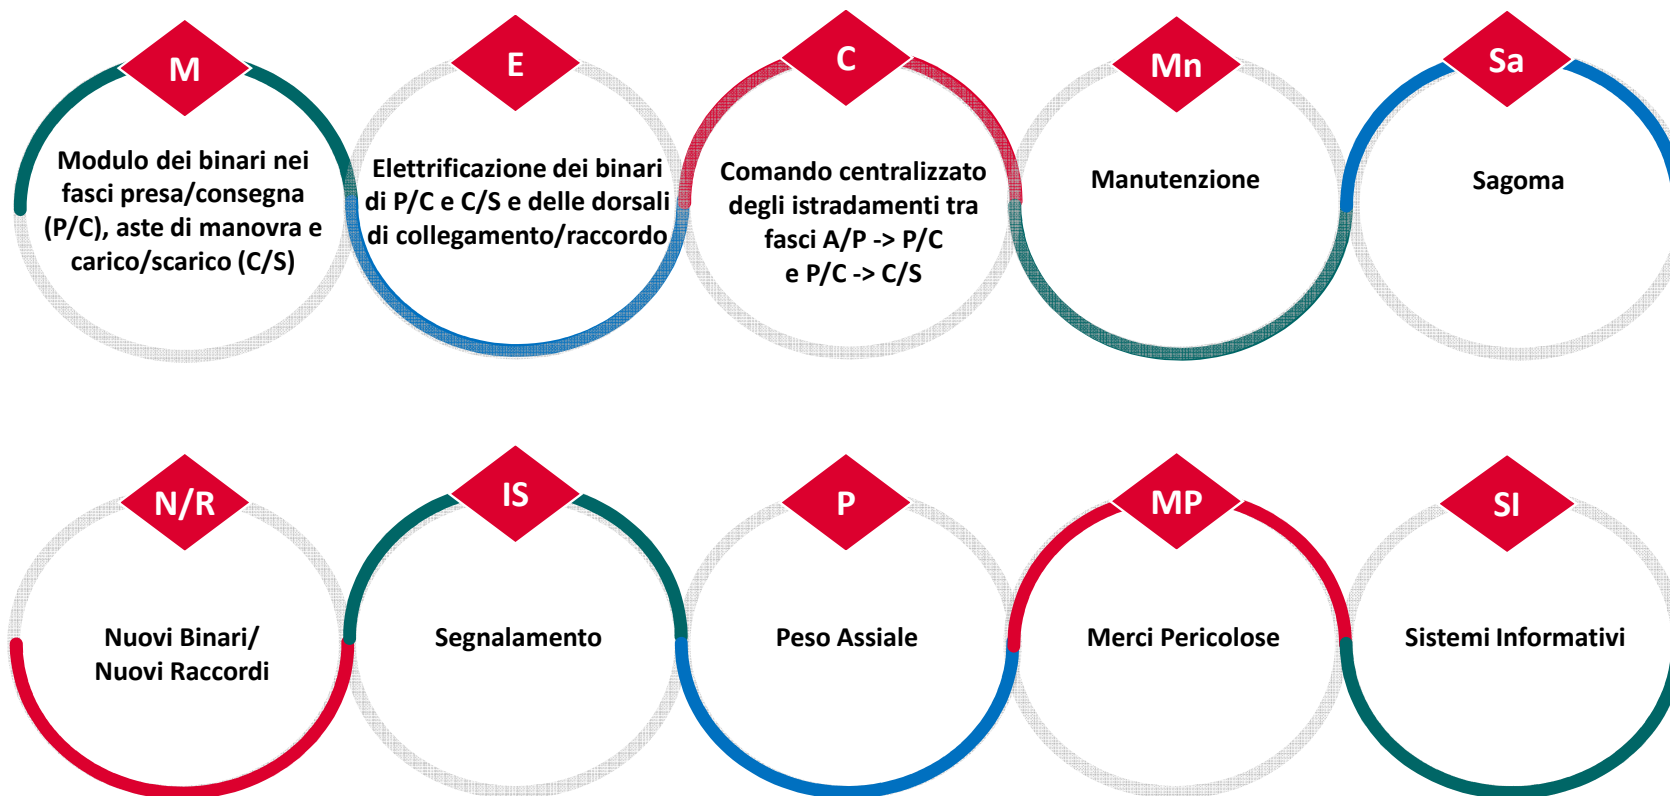 M
Modulo dei binari nei
fasci presa/consegna
(P/C), aste di manovra e
carico/scarico (C/S)
E
Elettrificazione dei binari
di P/C e C/S e delle dorsali
di collegamento/raccordo
C
Comando centralizzato
degli istradamenti tra
fasci A/P -> P/C
e P/C -> C/S
Mn
Manutenzione
Sa
Sagoma
N/R
Nuovi Binari/
Nuovi Raccordi
IS
Segnalamento
P
Peso Assiale
MP
Merci Pericolose
SI
Sistemi Informativi